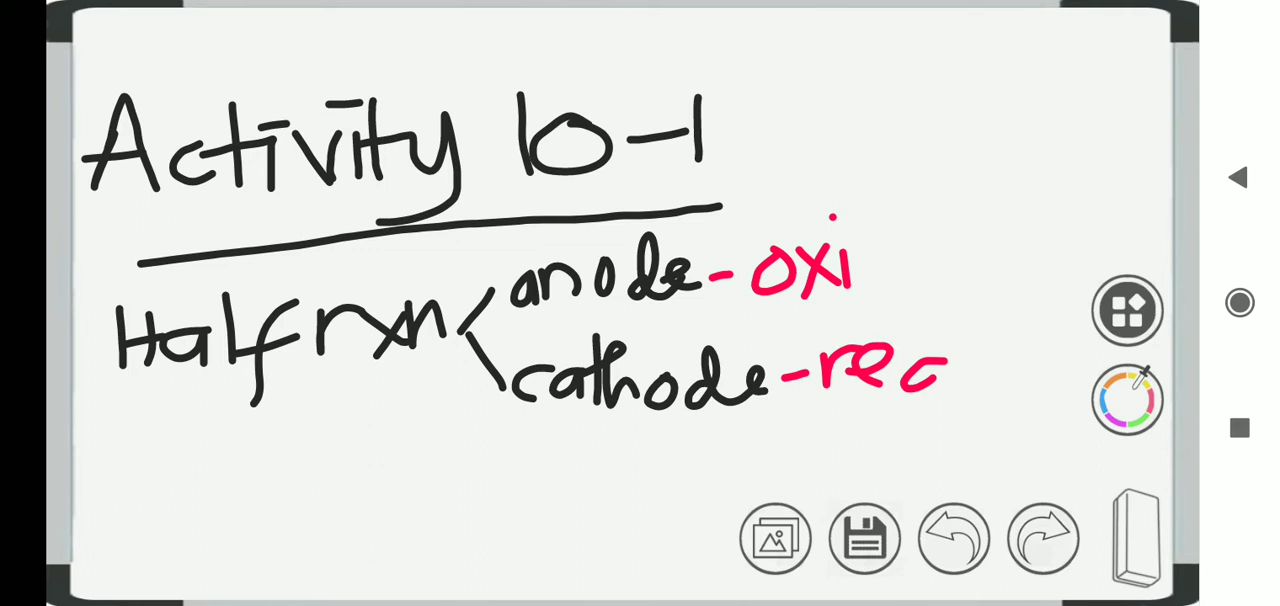 Activity 10-1
Half rxn
anode - oxi
cathode - rec